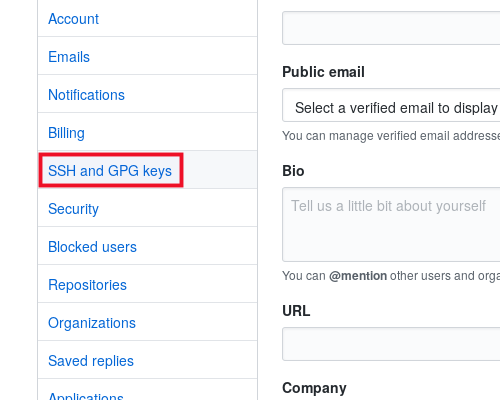 Account
Emails
Notifications
Billing
SSH and GPG keys
Security
Blocked users
Repositories
Organizations
Saved replies
Applications
Public email
Select a verified email to display
You can manage verified email addresse
Bio
Tell us a little bit about yourself
You can @mention other users and orga
URL
Company